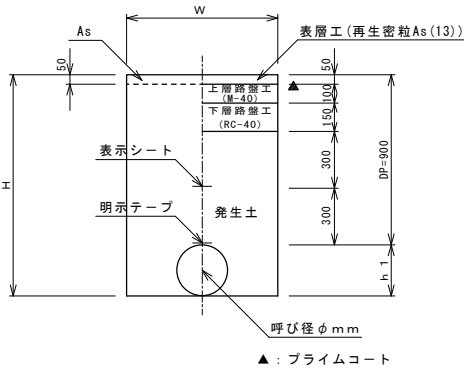 W
As
表層工(再生密粒As(13))
50
50
上層路盤工
(M-40)
100
▲
下層路盤工
(RC-40)
150
表示シート
300
DP=900
H
明示テープ
発生土
300
h1
呼び径φmm
▲：プライムコート